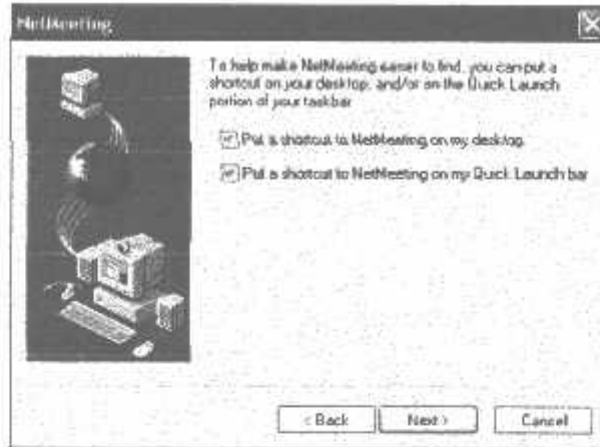 NetMeeting
To help make NetMeeting easier to find, you can put a
shortcut on your desktop, and/or on the Quick Launch
portion of your taskbar
Put a shortcut to NetMeeting on my desktop.
Put a shortcut to NetMeeting on my Quick Launch bar
< Back
Next >
Cancel